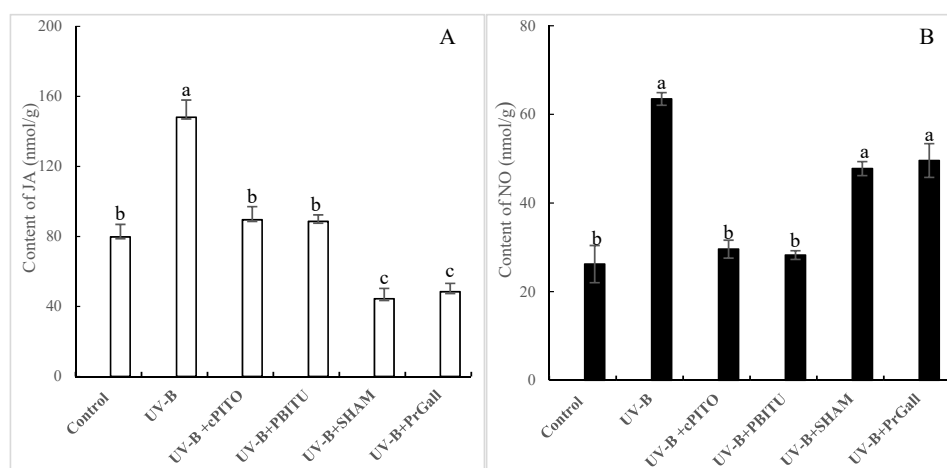 A
Content of JA (nmol/g)
200
160
120
80
40
0
b
a
b
b
c
c
Control
UV-B
UV-B +cPITO
UV-B+PBITU
UV-B+SHAM
UV-B+PrGall
B
Content of NO (nmol/g)
80
60
40
20
0
b
a
b
b
a
a
Control
UV-B
UV-B +cPITO
UV-B+PBITU
UV-B+SHAM
UV-B+PrGall